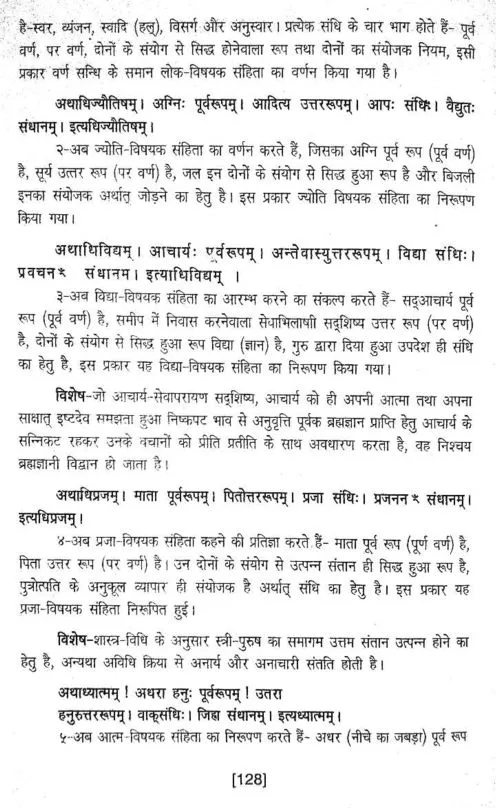 है-स्वर, व्यंजन, स्वादि (हल्), विसर्ग और अनुस्वार। प्रत्येक संधि के चार भाग होते हैं- पूर्व
वर्ण, पर वर्ण, दोनों के संयोग से सिद्ध होनेवाला रूप तथा दोनों का संयोजक नियम, इसी
प्रकार वर्ण सन्धि के समान लोक-विषयक संहिता का वर्णन किया गया है।
अथाधिज्यौतिषम्। अग्निः पूर्वरूपम्। आदित्य उत्तररूपम्। आपः संधिः। वैद्युतः
संधानम्। इत्यधिज्यौतिषम्।
२-अब ज्योति-विषयक संहिता का वर्णन करते हैं, जिसका अग्नि पूर्व रूप (पूर्व वर्ण)
है, सूर्य उत्तर रूप (पर वर्ण) है, जल इन दोनों के संयोग से सिद्ध हुआ रूप है और बिजली
इनका संयोजक अर्थात् जोड़ने का हेतु है। इस प्रकार ज्योति विषयक संहिता का निरूपण
किया गया।
अथाधिविद्यम्। आचार्यः पूर्वरूपम्। अन्तेवास्युत्तररूपम्। विद्या संधिः।
प्रवचन ँ संधानम्। इत्याधिविद्यम् ।
३-अब विद्या-विषयक संहिता का आरम्भ करने का संकल्प करते हैं- सद्आचार्य पूर्व
रूप (पूर्व वर्ण) है, समीप में निवास करनेवाला सेवाभिलाषी सद्शिष्य उत्तर रूप (पर वर्ण)
है, दोनों के संयोग से सिद्ध हुआ रूप विद्या (ज्ञान) है, गुरु द्वारा दिया हुआ उपदेश ही संधि
का हेतु है, इस प्रकार यह विद्या-विषयक संहिता का निरूपण किया गया।
विशेष-जो आचार्य-सेवापरायण सद्शिष्य, आचार्य को ही अपनी आत्मा तथा अपना
साक्षात् इष्टदेव समझता हुआ निष्कपट भाव से अनुवृत्ति पूर्वक ब्रह्मज्ञान प्राप्ति हेतु आचार्य के
सन्निकट रहकर उनके वचानों को प्रीति प्रतीति के साथ अवधारण करता है, वह निश्चय
ब्रह्मज्ञानी विद्वान हो जाता है।
अथाधिप्रजम्। माता पूर्वरूपम्। पितोत्तररूपम्। प्रजा संधिः। प्रजनन ँ संधानम्।
इत्यधिप्रजम्।
४-अब प्रजा-विषयक संहिता कहने की प्रतिज्ञा करते हैं- माता पूर्व रूप (पूर्ण वर्ण) है,
पिता उत्तर रूप (पर वर्ण) है। उन दोनों के संयोग से उत्पन्न संतान ही सिद्ध हुआ रूप है,
पुत्रोत्पति के अनुकूल व्यापार ही संयोजक है अर्थात् संधि का हेतु है। इस प्रकार यह
प्रजा-विषयक संहिता निरूपित हुई।
विशेष-शास्त्र-विधि के अनुसार स्त्री-पुरुष का समागम उत्तम संतान उत्पन्न होने का
हेतु है, अन्यथा अविधि क्रिया से अनार्य और अनाचारी संतति होती है।
अथाध्यात्मम् ! अधरा हनुः पूर्वरूपम्! उतरा
हनुरुत्तररूपम्। वाक्संधिः। जिह्वा संधानम्। इत्यध्यात्मम्।
५-अब आत्म-विषयक संहिता का निरूपण करते हैं- अधर (नीचे का जबड़ा) पूर्व रूप
[128]